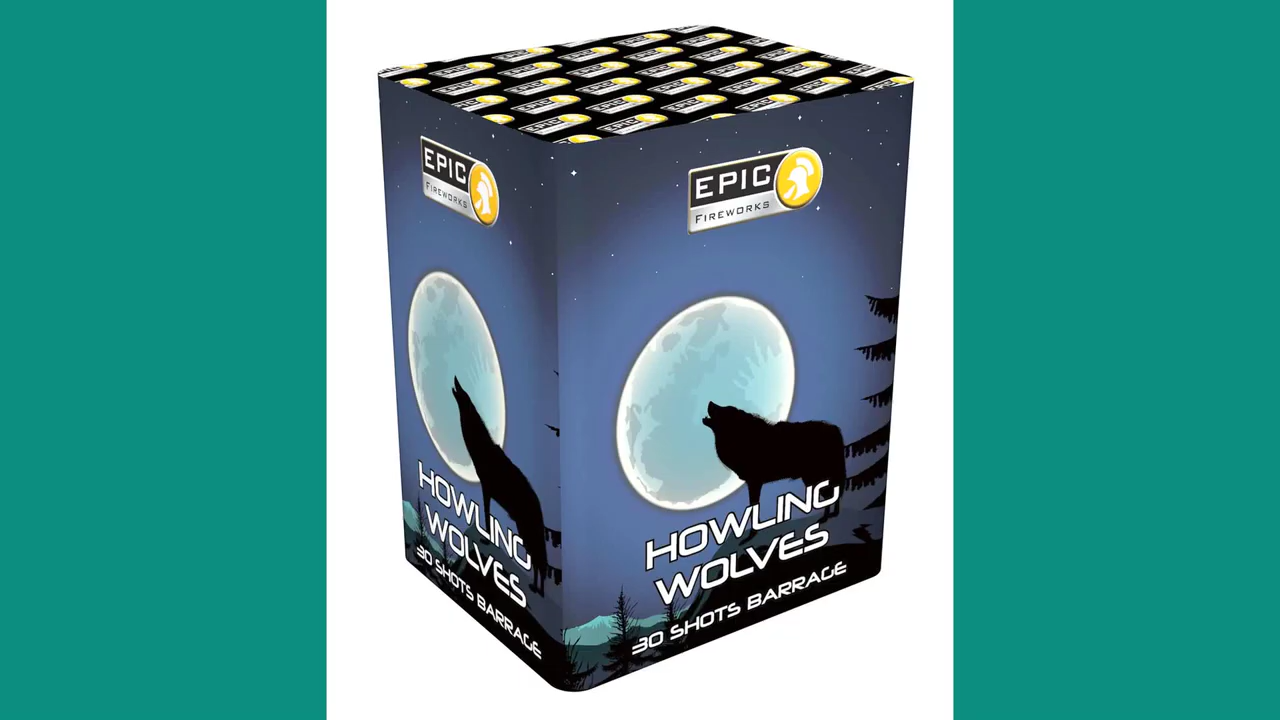 EPIC
FIREWORKS
HOWLING
WOLVES
30 SHOTS BARRAGE
EPIC
FIREWORKS
HOWLING
WOLVES
30 SHOTS BARRAGE